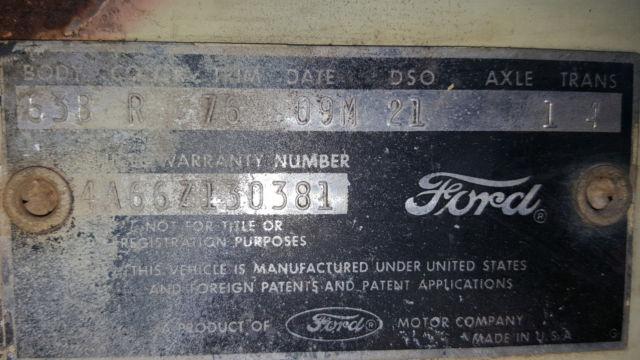 BODY COLOR TRIM DATE DSO AXLE TRANS
63B R 76 09M 21 1 4
WARRANTY NUMBER
4A66Z130381
Ford®
NOT FOR TITLE OR
REGISTRATION PURPOSES
THIS VEHICLE IS MANUFACTURED UNDER UNITED STATES
AND FOREIGN PATENTS AND PATENT APPLICATIONS
A PRODUCT OF Ford® MOTOR COMPANY
MADE IN U.S.A. G